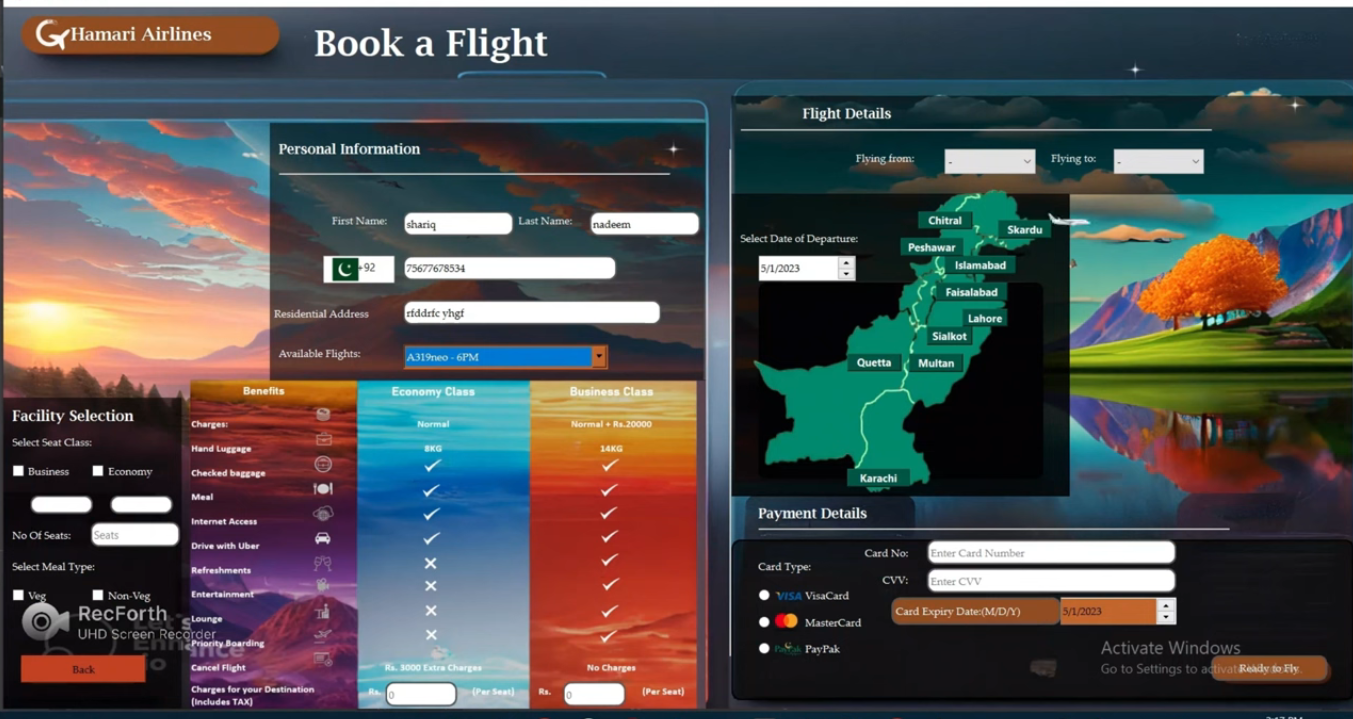 Hamari Airlines
Book a Flight
Personal Information
First Name: shariq Last Name: nadeem
+92 75677678534
Residential Address rfddrfc yhgf
Available Flights: A319neo - 6PM
Facility Selection
Select Seat Class:
Business Economy
No Of Seats: Seats
Select Meal Type:
Veg Non-Veg
RecForth
UHD Screen Recorder
Back
Benefits Economy Class Business Class
Charges: Normal Normal + Rs.20000
Hand Luggage 8KG 14KG
Checked baggage
Meal
Internet Access
Drive with Uber
Refreshments
Entertainment
Lounge
Priority Boarding
Cancel Flight Rs. 3000 Extra Charges No Charges
Charges for your Destination Rs. 0 (Per Seat) Rs. 0 (Per Seat)
(Includes TAX)
Flight Details
Flying from: - Flying to: -
Select Date of Departure:
5/1/2023
Chitral
Skardu
Peshawar
Islamabad
Faisalabad
Lahore
Sialkot
Quetta Multan
Karachi
Payment Details
Card No: Enter Card Number
Card Type:
CVV: Enter CVV
VISA VisaCard
Card Expiry Date:(M/D/Y) 5/1/2023
MasterCard
PayPak PayPak
Activate Windows
Go to Settings to activate
Ready to Fly